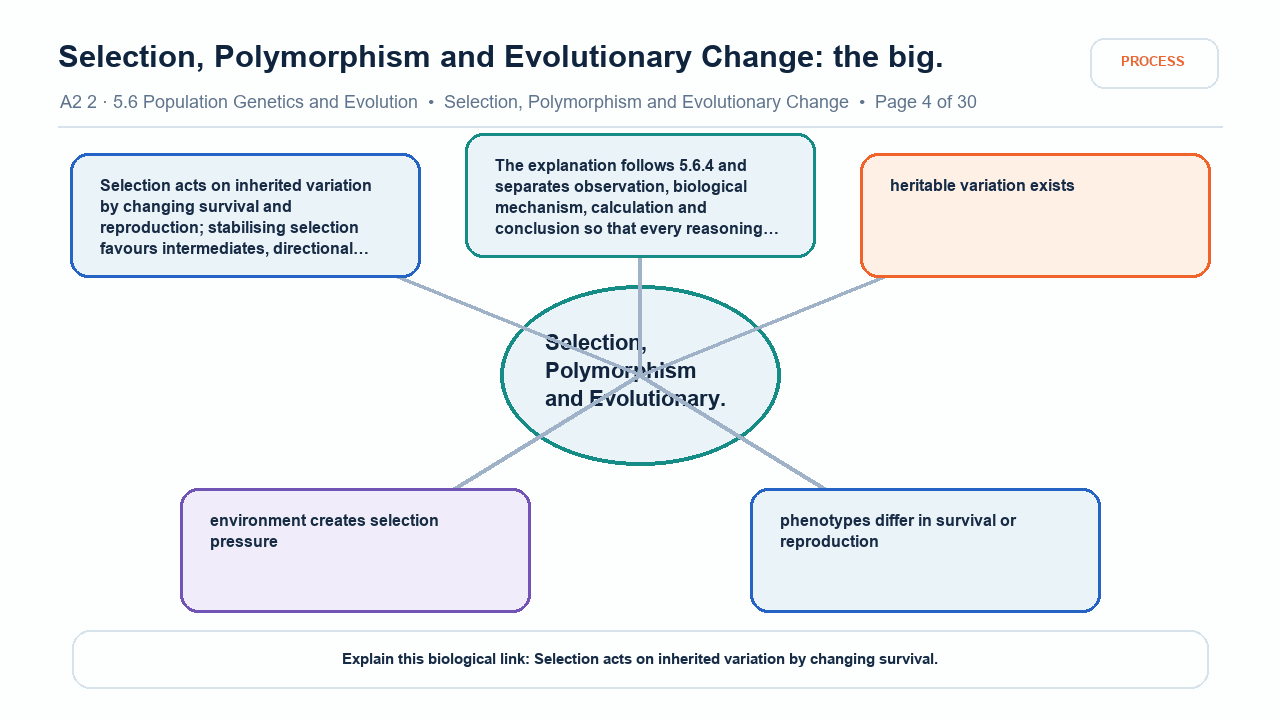 Selection, Polymorphism and Evolutionary Change: the big.
PROCESS
A2 2 · 5.6 Population Genetics and Evolution • Selection, Polymorphism and Evolutionary Change • Page 4 of 30
Selection acts on inherited variation
by changing survival and
reproduction; stabilising selection
favours intermediates, directional…
The explanation follows 5.6.4 and
separates observation, biological
mechanism, calculation and
conclusion so that every reasoning…
heritable variation exists
Selection,
Polymorphism
and Evolutionary.
environment creates selection
pressure
phenotypes differ in survival or
reproduction
Explain this biological link: Selection acts on inherited variation by changing survival.